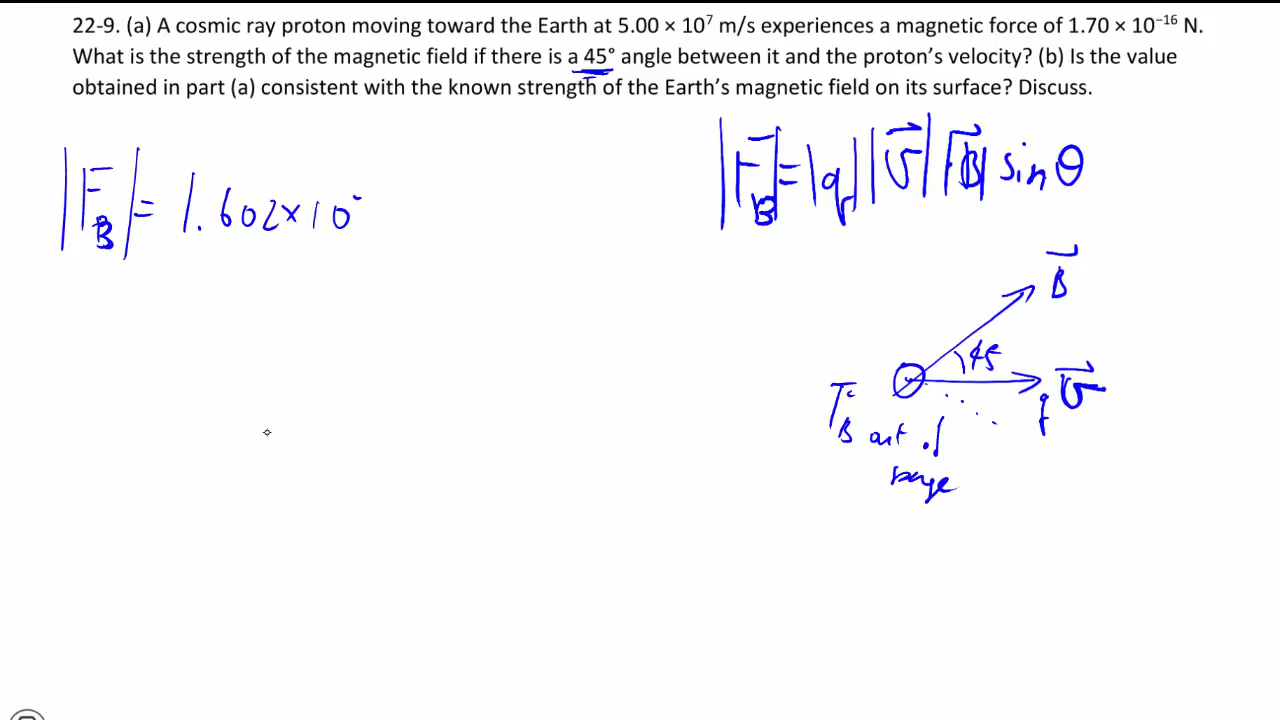 22-9. (a) A cosmic ray proton moving toward the Earth at 5.00 × 10⁷ m/s experiences a magnetic force of 1.70 × 10⁻¹⁶ N.
What is the strength of the magnetic field if there is a 45° angle between it and the proton's velocity? (b) Is the value
obtained in part (a) consistent with the known strength of the Earth's magnetic field on its surface? Discuss.
|F_B| = |q| |v⃗| |B⃗| sin θ
|F_B| = 1.602×10⁻
B⃗
45
q v⃗
F_B out of
page